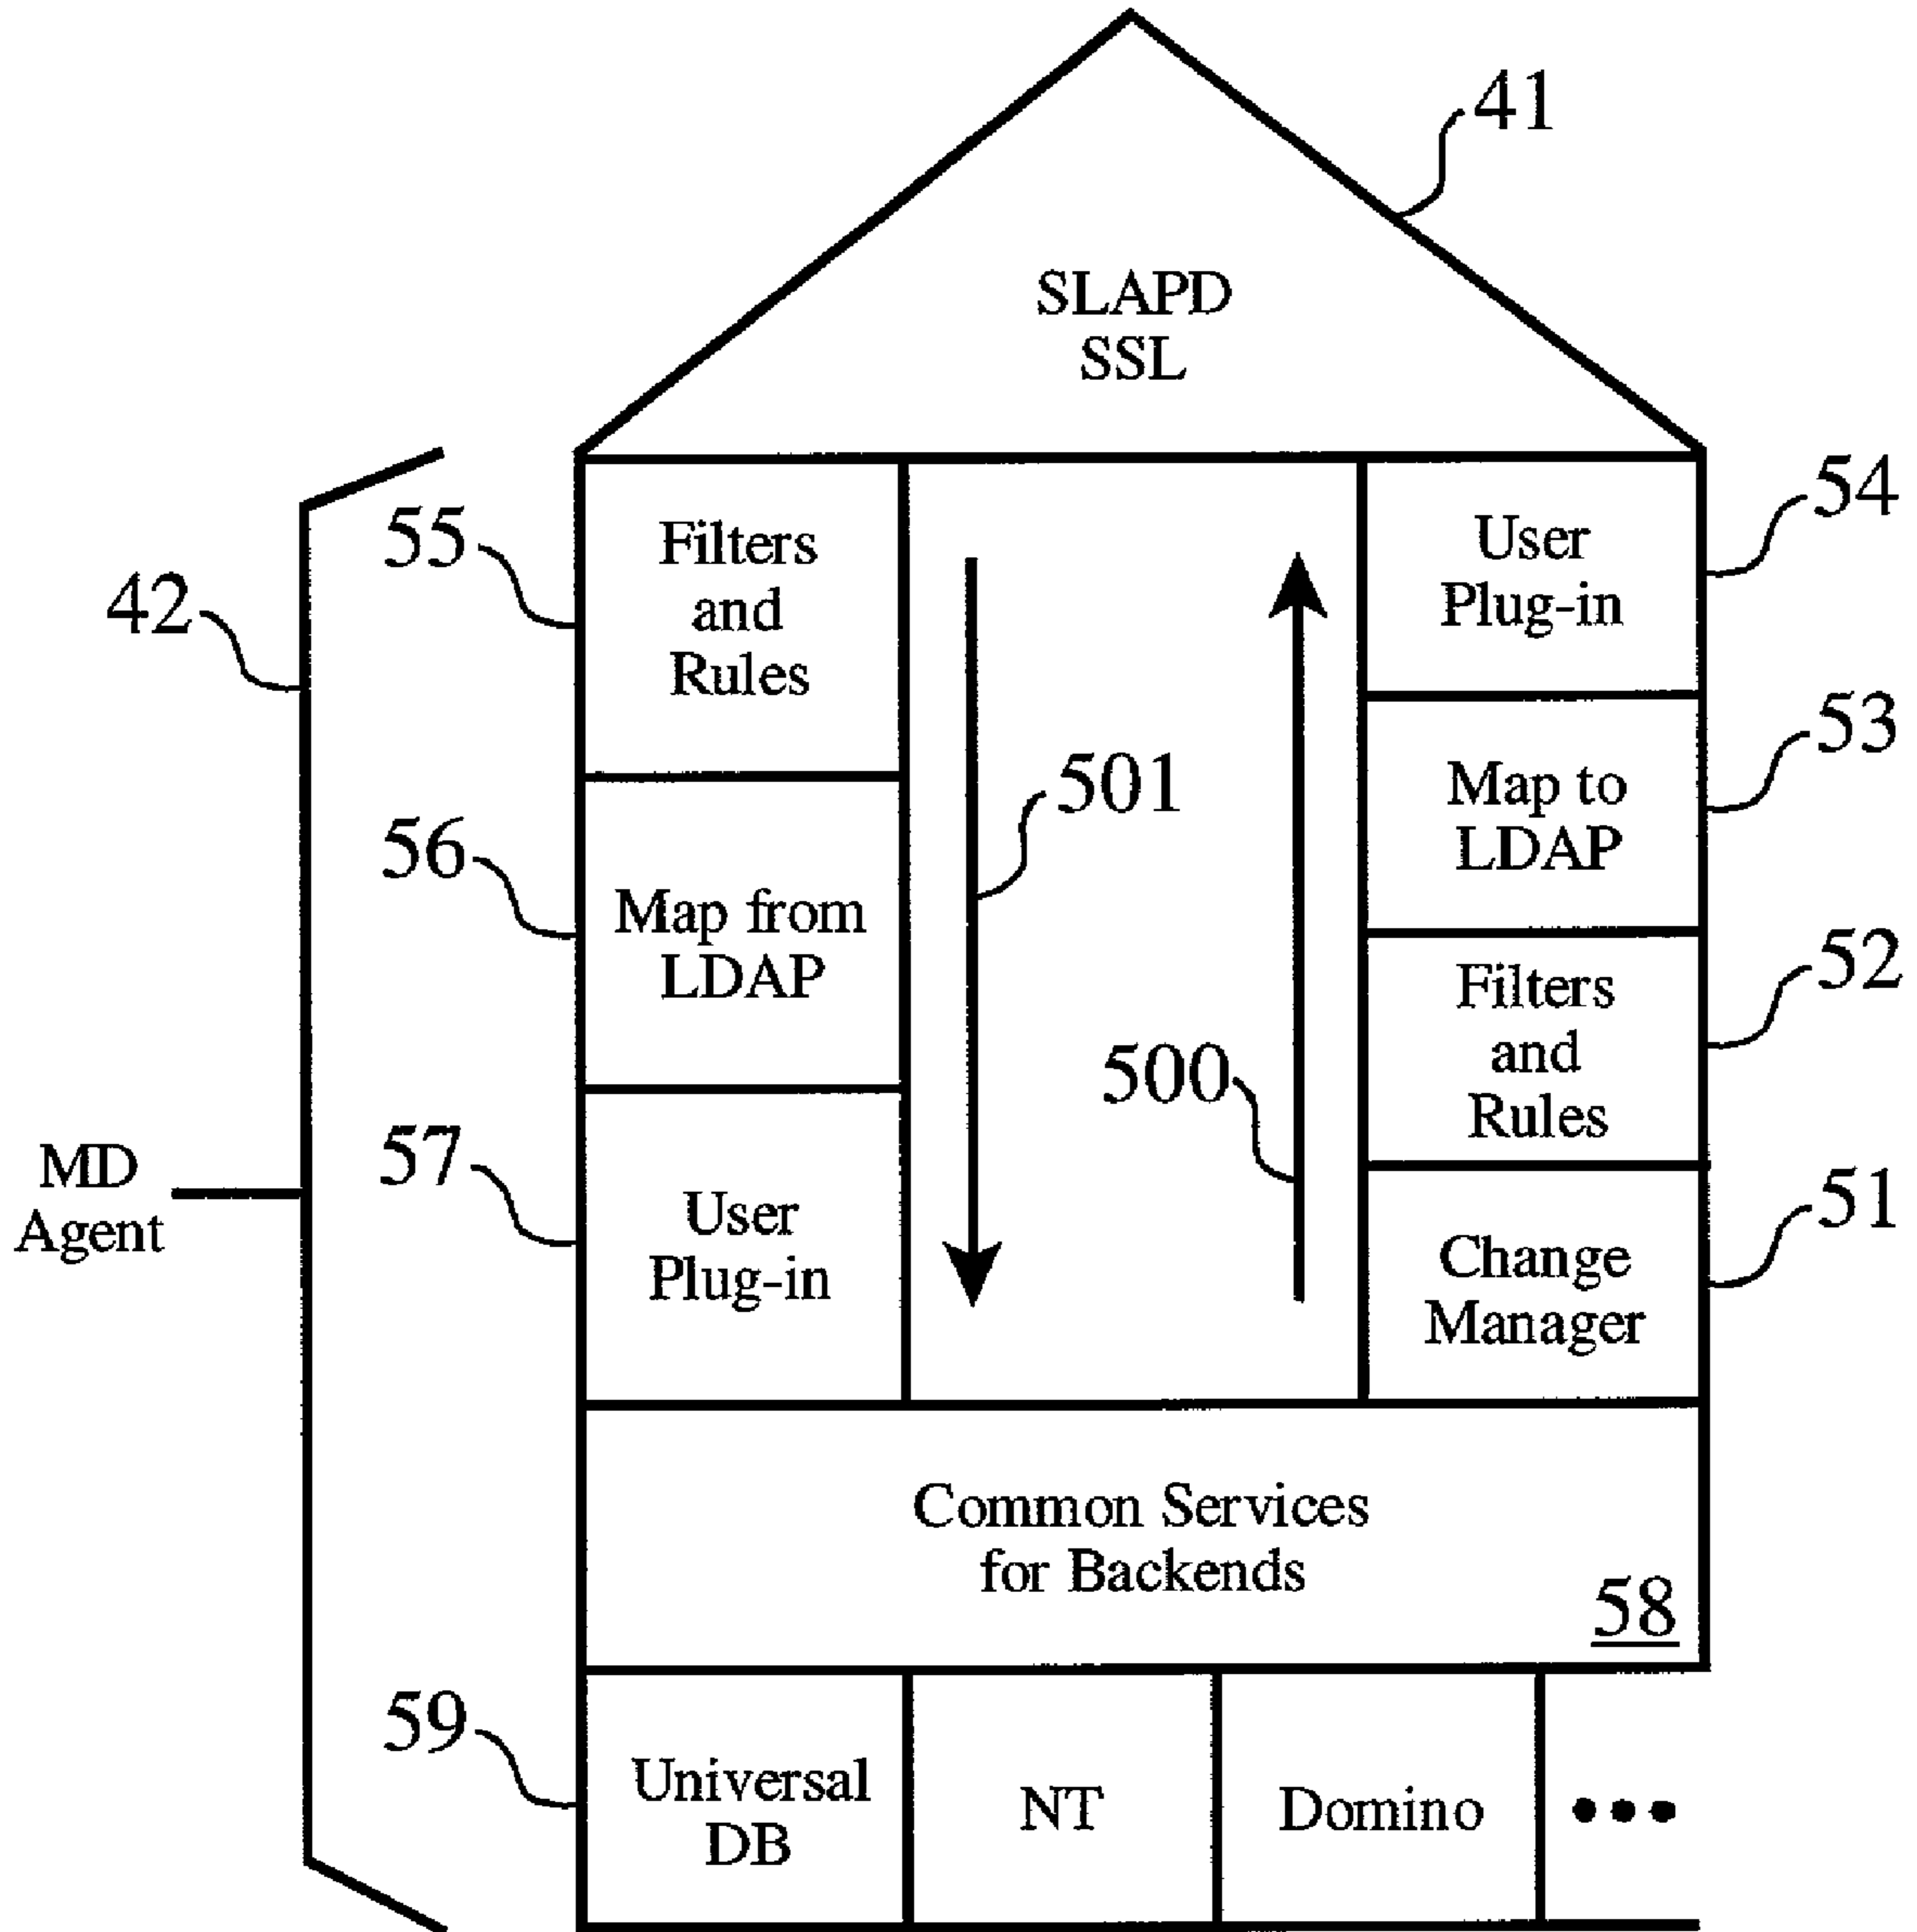 41
SLAPD
SSL
42
MD
Agent
55
Filters
and
Rules
56
Map from
LDAP
57
User
Plug-in
501
500
54
User
Plug-in
53
Map to
LDAP
52
Filters
and
Rules
51
Change
Manager
Common Services
for Backends
58
59
Universal
DB
NT
Domino
•••